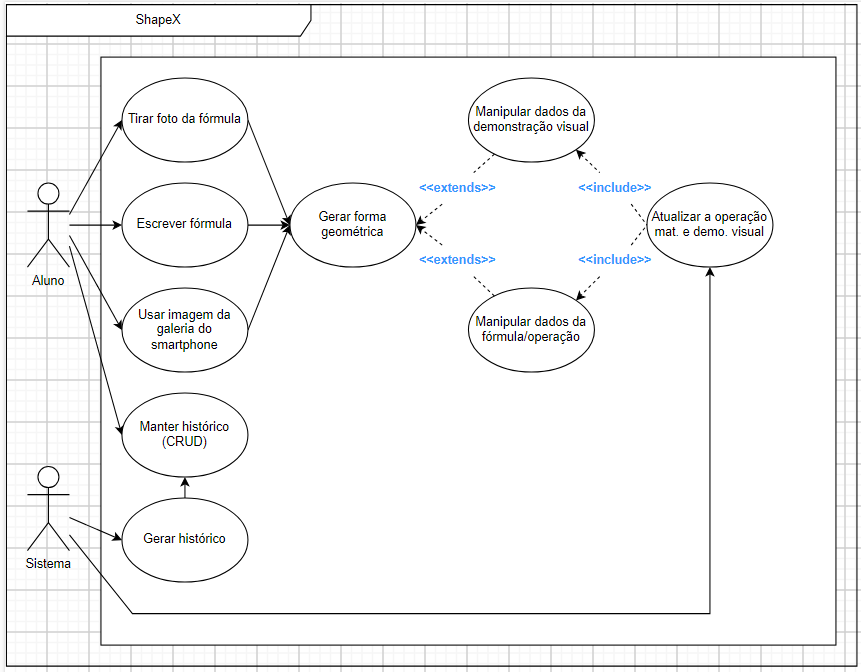 ShapeX
Tirar foto da fórmula
Manipular dados da
demonstração visual
<<extends>>
<<include>>
Aluno
Escrever fórmula
Gerar forma
geométrica
Atualizar a operação
mat. e demo. visual
<<extends>>
<<include>>
Usar imagem da
galeria do
smartphone
Manipular dados da
fórmula/operação
Manter histórico
(CRUD)
Sistema
Gerar histórico